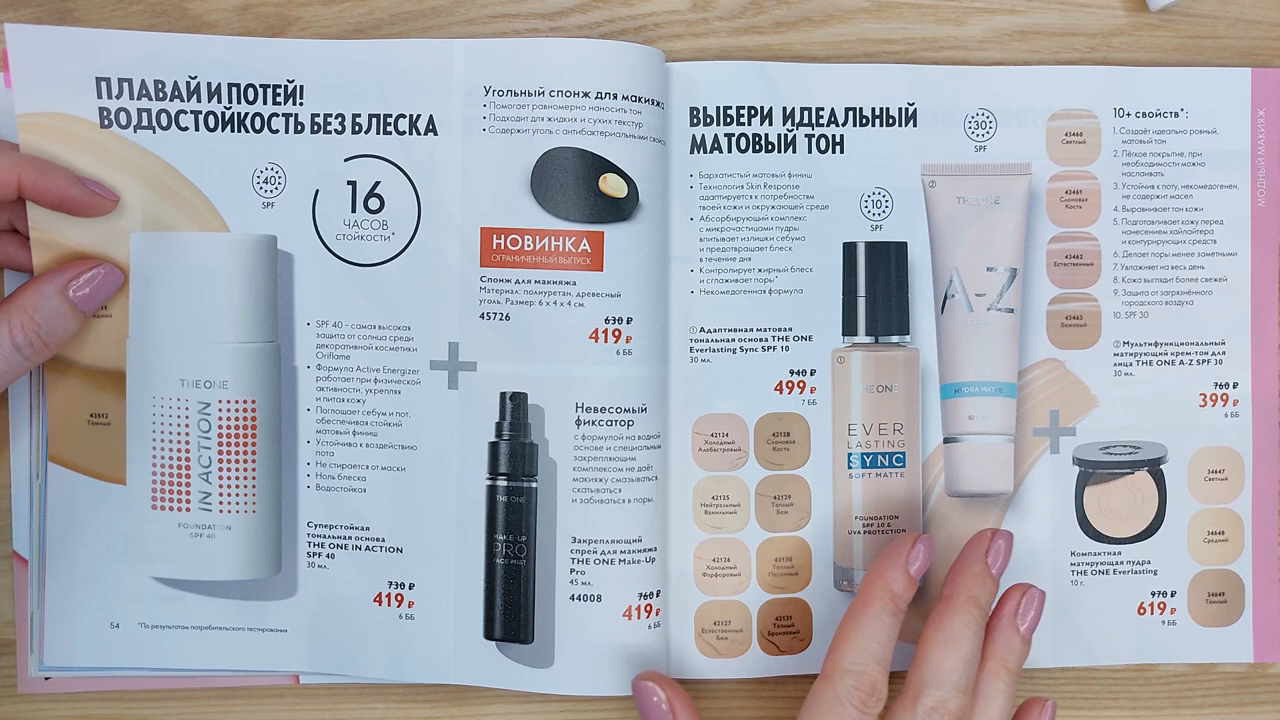 ПЛАВАЙ И ПОТЕЙ!
ВОДОСТОЙКОСТЬ БЕЗ БЛЕСКА
40
SPF
16
ЧАСОВ
СТОЙКОСТИ*
43512
Тёмный
THE ONE
IN ACTION
FOUNDATION
SPF 40
• SPF 40 – самая высокая
защита от солнца среди
декоративной косметики
Oriflame
• Формула Active Energizer
работает при физической
активности, укрепляя
и питая кожу
• Поглощает себум и пот,
обеспечивая стойкий
матовый финиш
• Устойчива к воздействию
пота
• Не стирается от маски
• Ноль блеска
• Водостойкая
Суперстойкая
тональная основа
THE ONE IN ACTION
SPF 40
30 мл.
730 ₽
419 ₽
6 ББ
54
*По результатам потребительского тестирования
Угольный спонж для макияжа
• Помогает равномерно наносить тон
• Подходит для жидких и сухих текстур
• Содержит уголь с антибактериальными
НОВИНКА
ОГРАНИЧЕННЫЙ ВЫПУСК
Спонж для макияжа
Материал: полиуретан, древесный
уголь. Размер: 6 x 4 x 4 см.
45726
630 ₽
419 ₽
6 ББ
THE ONE
MAKE-UP
PRO
FACE MIST
Невесомый
фиксатор
с формулой на водной
основе и специальным
закрепляющим
комплексом не даёт
макияжу смазываться,
скатываться
и забиваться в поры.
Закрепляющий
спрей для макияжа
THE ONE Make-Up
Pro
45 мл.
44008
760 ₽
419 ₽
6 ББ
ВЫБЕРИ ИДЕАЛЬНЫЙ
МАТОВЫЙ ТОН
• Бархатистый матовый финиш
• Технология Skin Response
адаптируется к потребностям
твоей кожи и окружающей среде
• Абсорбирующий комплекс
с микрочастицами пудры
впитывает излишки себума
и предотвращает блеск
в течение дня
• Контролирует жирный блеск
и сглаживает поры*
• Некомедогенная формула
① Адаптивная матовая
тональная основа THE ONE
Everlasting Sync SPF 10
30 мл.
940 ₽
499 ₽
7 ББ
42124
Холодный
Алебастровый
42128
Слоновая
Кость
42125
Нейтральный
Ванильный
42129
Тёплый
Беж
42126
Холодный
Фарфоровый
42130
Тёплый
Песочный
42127
Естественный
Беж
42131
Тёплый
Бронзовый
10
SPF
①
THE ONE
EVER
LASTING
SYNC
SOFT MATTE
FOUNDATION
SPF 10 &
UVA PROTECTION
30
SPF
②
THE ONE
A-Z
HYDRA MATTE
43460
Светлый
43461
Слоновая
Кость
43462
Естественный
43463
Бежевый
10+ свойств*:
1. Создаёт идеально ровный,
матовый тон
2. Лёгкое покрытие, при
необходимости можно
наслаивать
3. Устойчив к поту, некомедогенен,
не содержит масел
4. Выравнивает тон кожи
5. Подготавливает кожу перед
нанесением хайлайтера
и контурирующих средств
6. Делает поры менее заметными
7. Увлажняет на весь день
8. Кожа выглядит более свежей
9. Защита от загрязнённого
городского воздуха
10. SPF 30
② Мультифункциональный
матирующий крем-тон для
лица THE ONE A-Z SPF 30
30 мл.
760 ₽
399 ₽
6 ББ
34647
Светлый
34648
Средний
34649
Тёмный
Компактная
матирующая пудра
THE ONE Everlasting
10 г.
970 ₽
619 ₽
9 ББ
МОДНЫЙ МАКИЯЖ